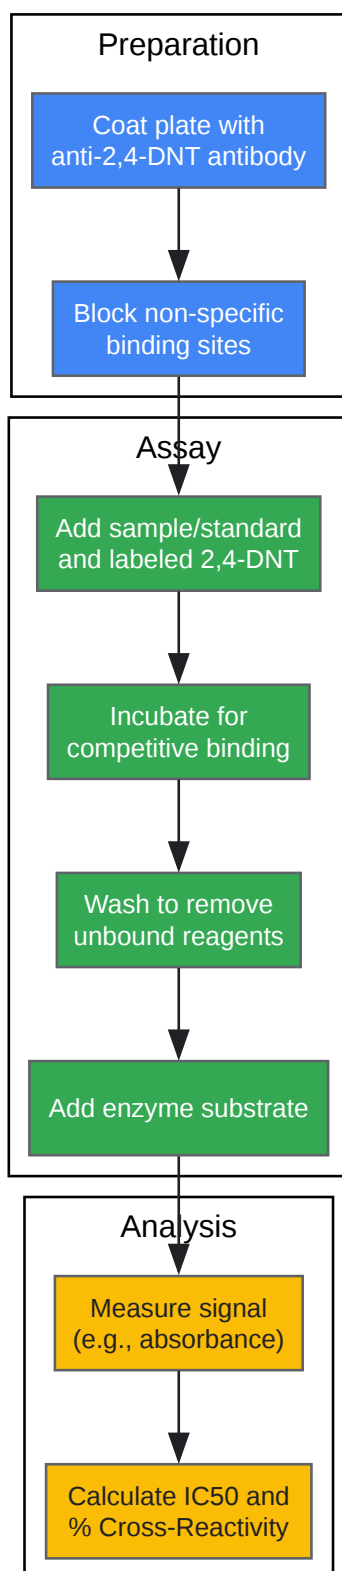 Preparation
Coat plate with
anti-2,4-DNT antibody
Block non-specific
binding sites
Assay
Add sample/standard
and labeled 2,4-DNT
Incubate for
competitive binding
Wash to remove
unbound reagents
Add enzyme substrate
Analysis
Measure signal
(e.g., absorbance)
Calculate IC50 and
% Cross-Reactivity